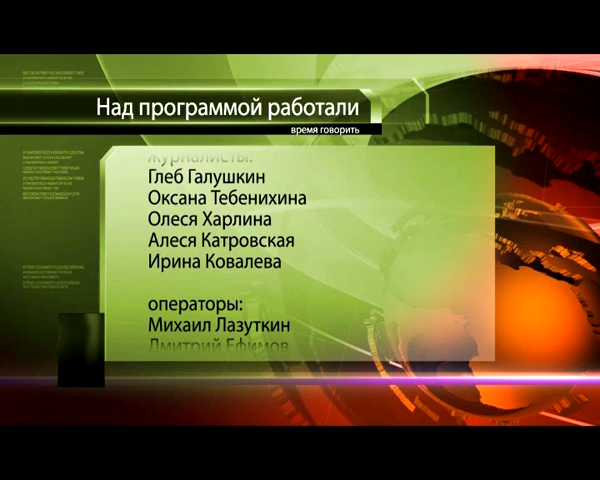 Над программой работали
время говорить
журналисты:
Глеб Галушкин
Оксана Тебенихина
Олеся Харлина
Алеся Катровская
Ирина Ковалева
операторы:
Михаил Лазуткин
Дмитрий Ефимов